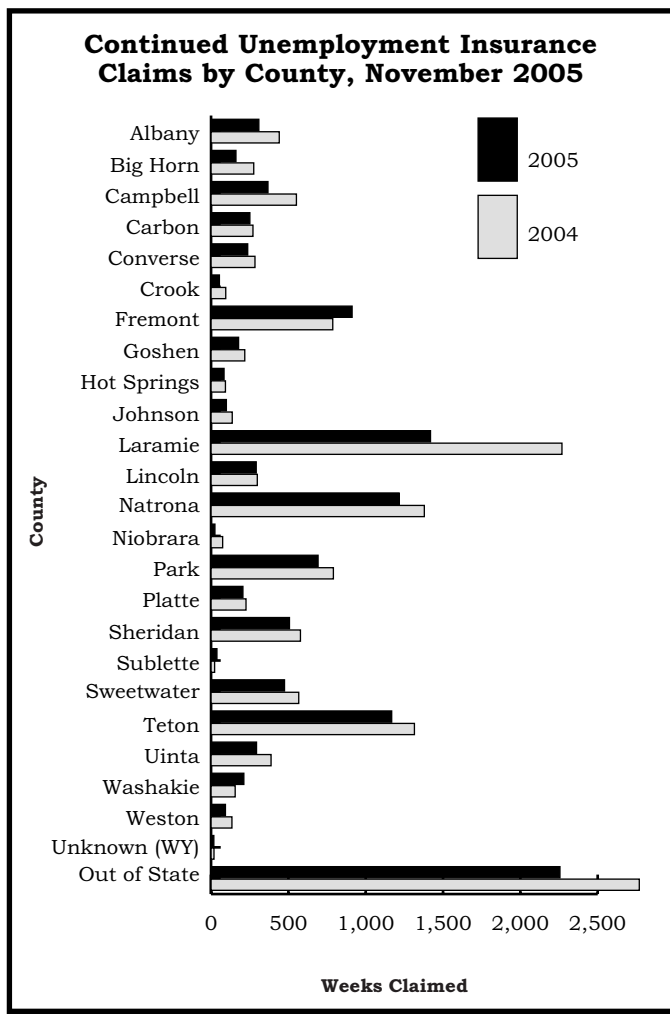 Continued Unemployment Insurance
Claims by County, November 2005
2005
2004
County
Albany
Big Horn
Campbell
Carbon
Converse
Crook
Fremont
Goshen
Hot Springs
Johnson
Laramie
Lincoln
Natrona
Niobrara
Park
Platte
Sheridan
Sublette
Sweetwater
Teton
Uinta
Washakie
Weston
Unknown (WY)
Out of State
0 500 1,000 1,500 2,000 2,500
Weeks Claimed